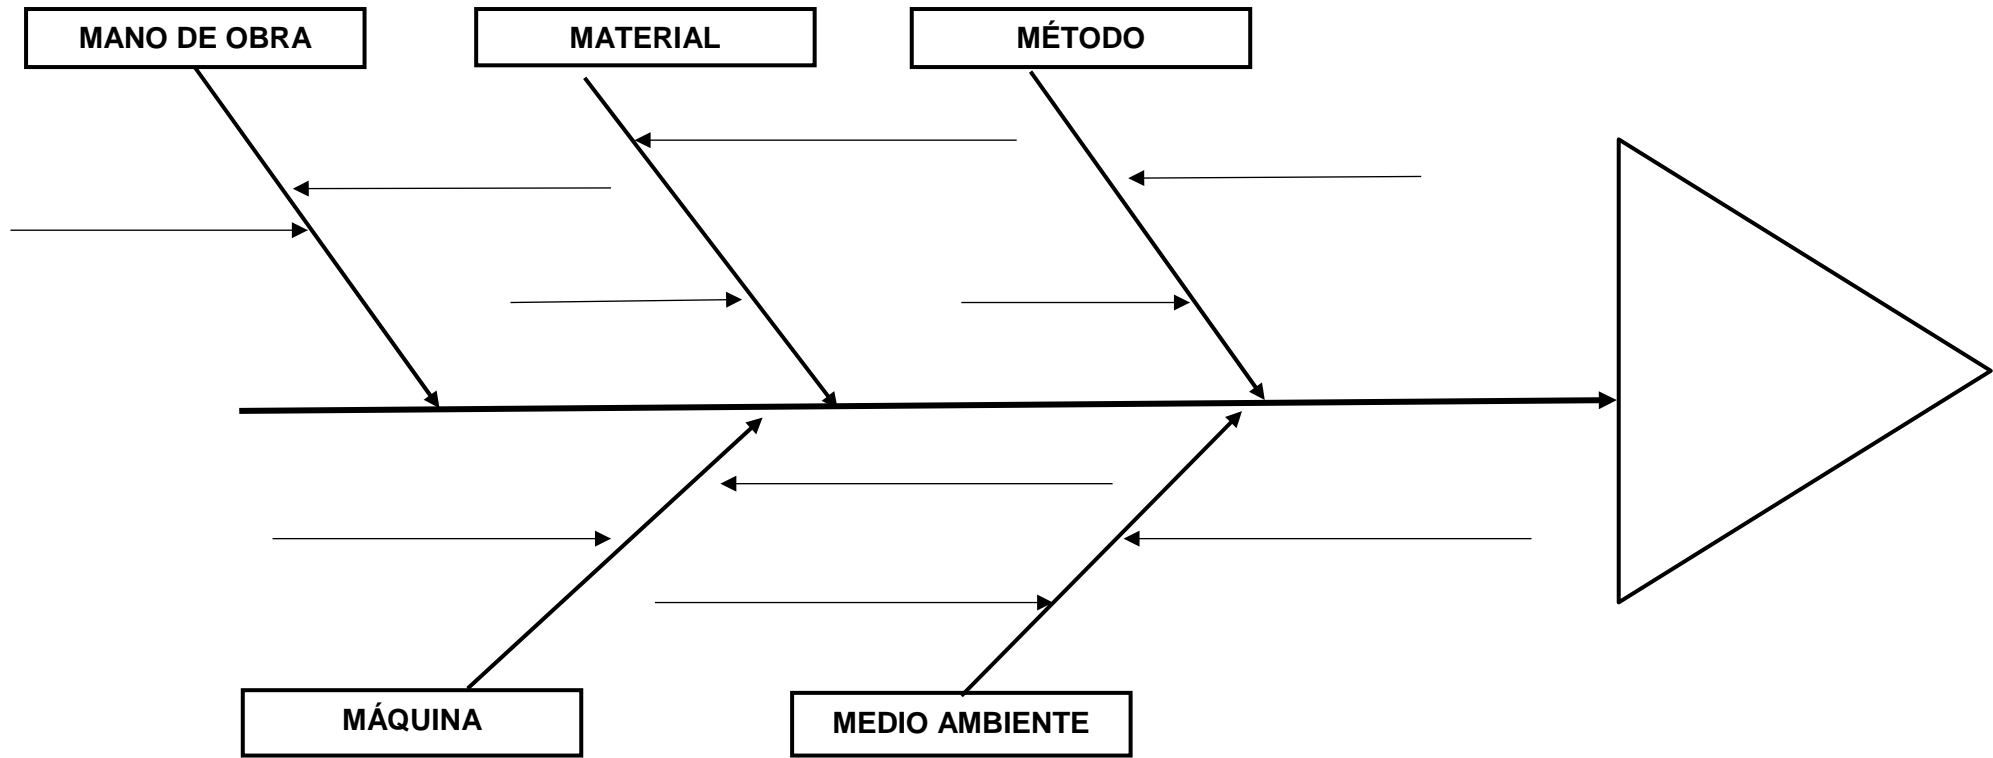 MANO DE OBRA
MATERIAL
MÉTODO
MÁQUINA
MEDIO AMBIENTE